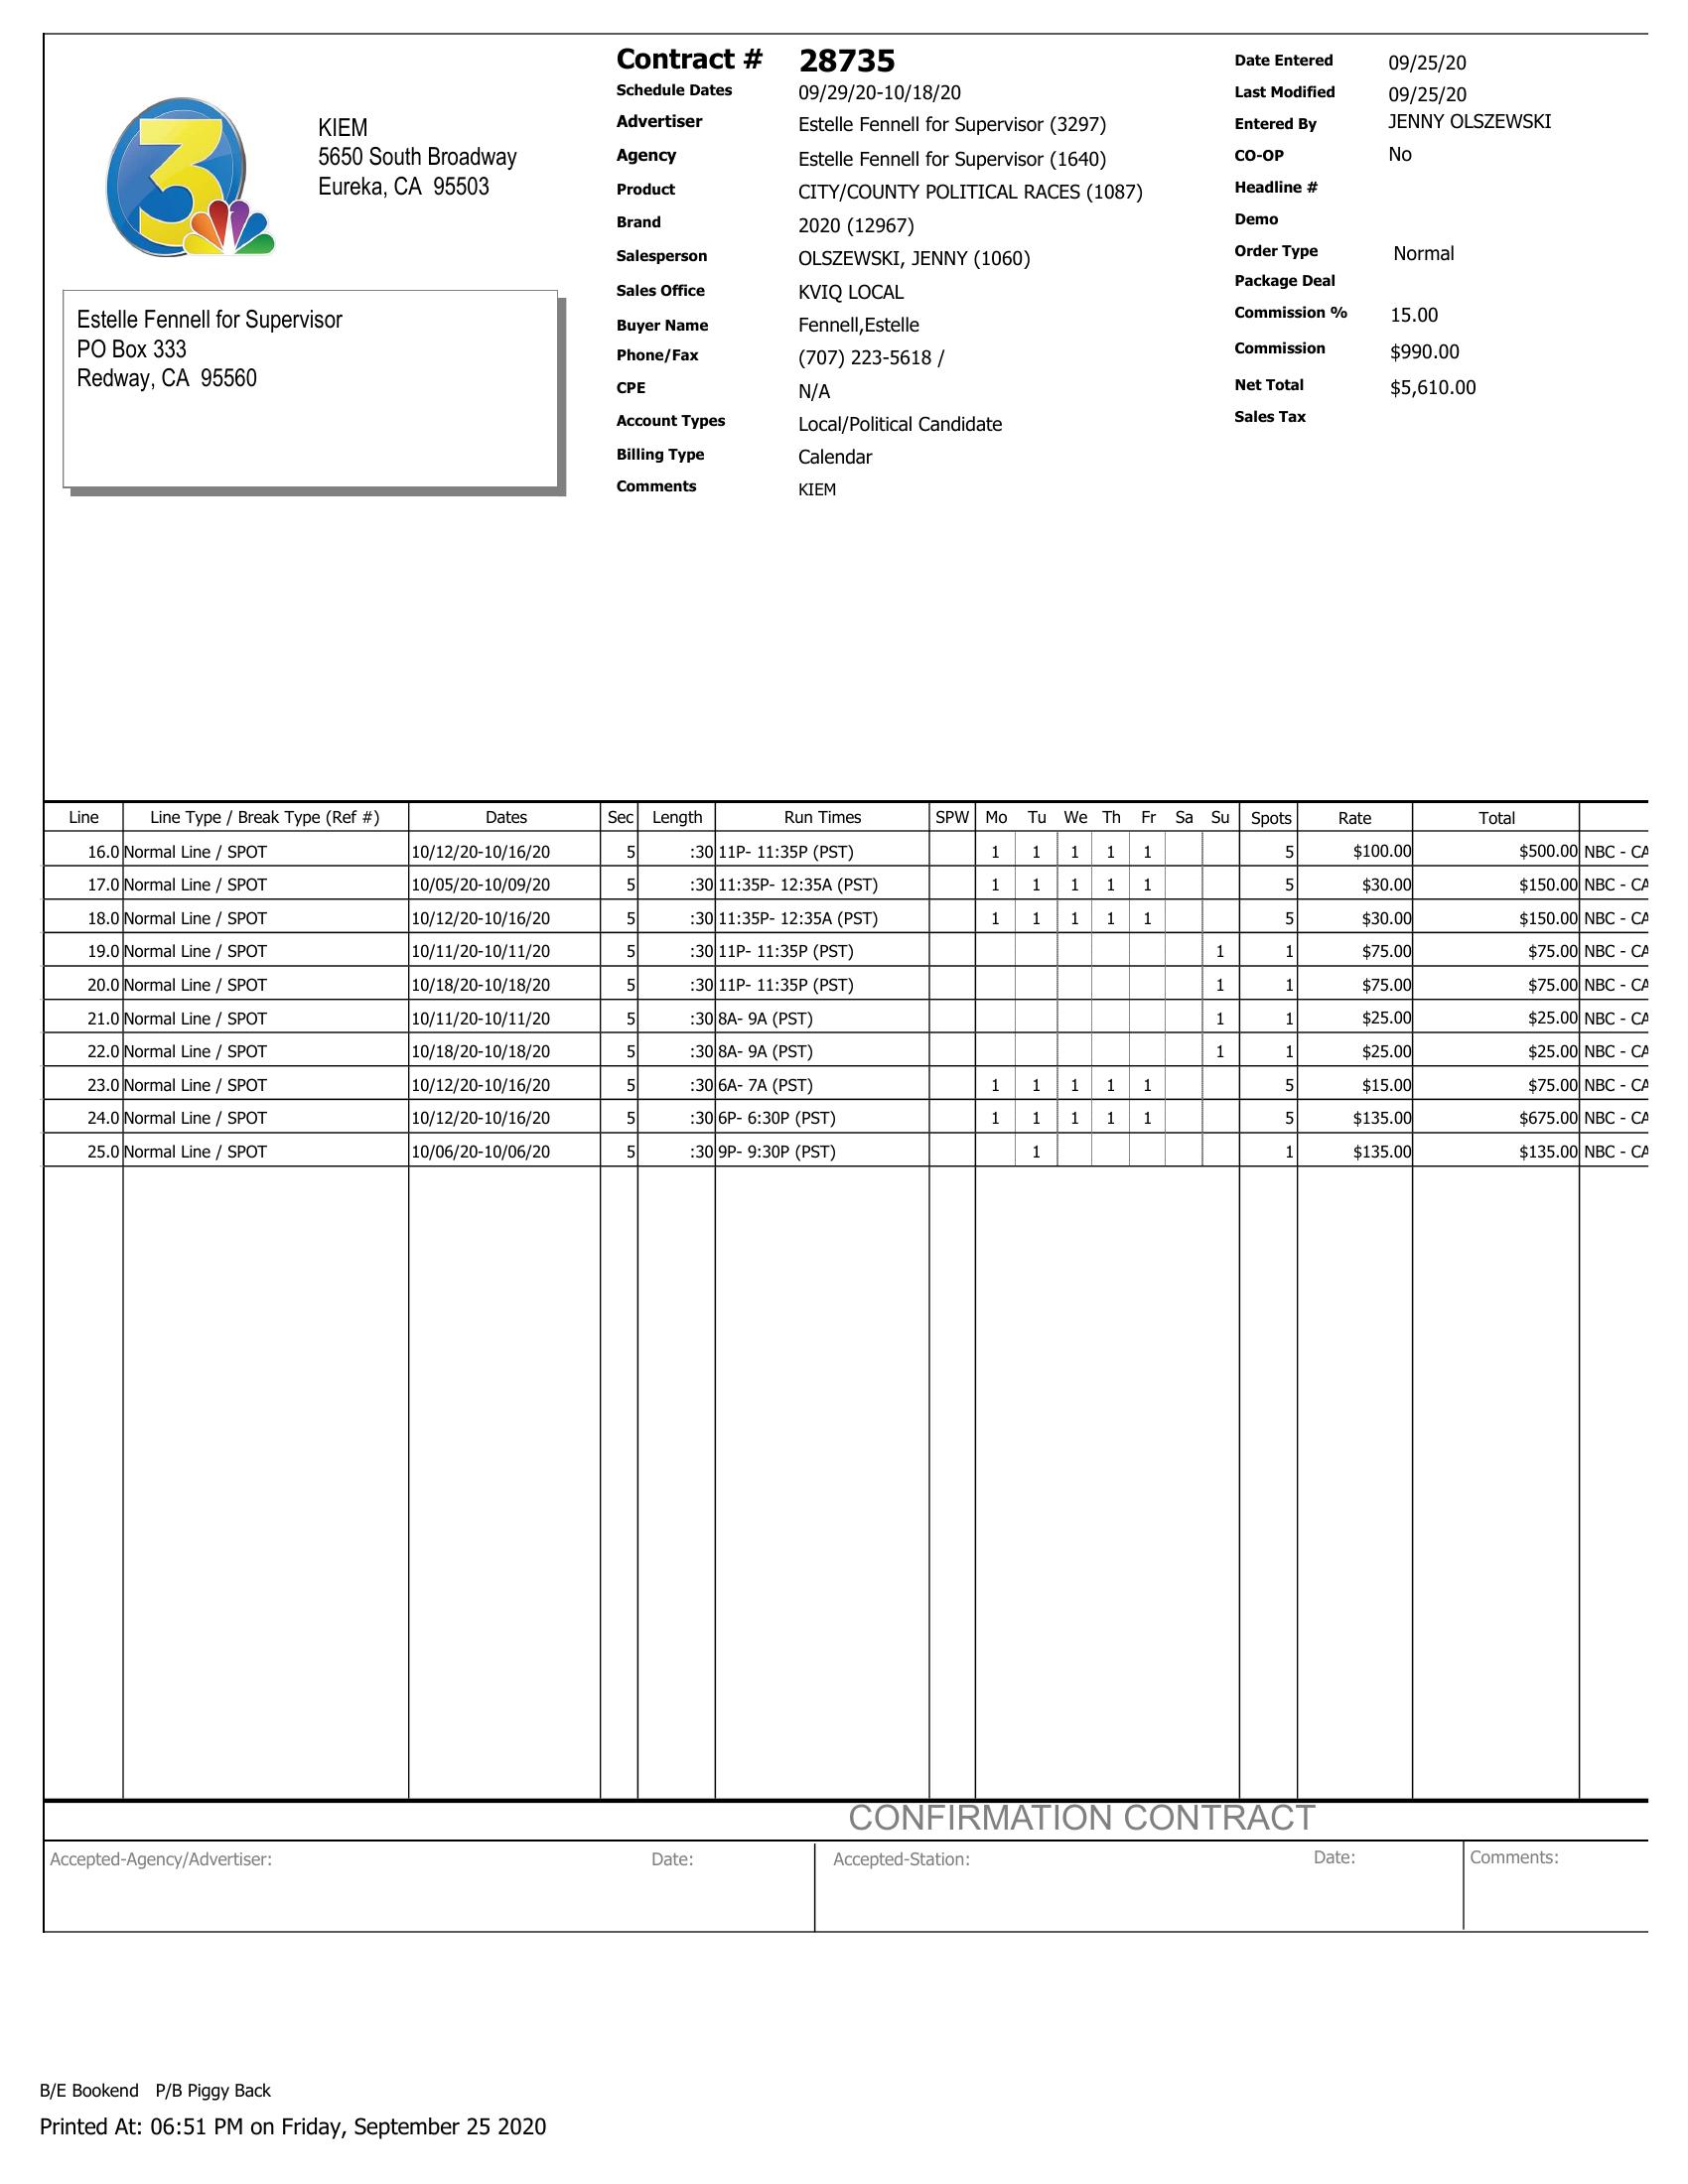 3
KIEM
5650 South Broadway
Eureka, CA 95503
Estelle Fennell for Supervisor
PO Box 333
Redway, CA 95560
Contract # 28735
Schedule Dates 09/29/20-10/18/20
Advertiser Estelle Fennell for Supervisor (3297)
Agency Estelle Fennell for Supervisor (1640)
Product CITY/COUNTY POLITICAL RACES (1087)
Brand 2020 (12967)
Salesperson OLSZEWSKI, JENNY (1060)
Sales Office KVIQ LOCAL
Buyer Name Fennell,Estelle
Phone/Fax (707) 223-5618 /
CPE N/A
Account Types Local/Political Candidate
Billing Type Calendar
Comments KIEM
Date Entered 09/25/20
Last Modified 09/25/20
Entered By JENNY OLSZEWSKI
CO-OP No
Headline #
Demo
Order Type Normal
Package Deal
Commission % 15.00
Commission $990.00
Net Total $5,610.00
Sales Tax
Line Line Type / Break Type (Ref #) Dates Sec Length Run Times SPW Mo Tu We Th Fr Sa Su Spots Rate Total
16.0 Normal Line / SPOT 10/12/20-10/16/20 5 :30 11P- 11:35P (PST) 1 1 1 1 1 5 $100.00 $500.00 NBC - CA
17.0 Normal Line / SPOT 10/05/20-10/09/20 5 :30 11:35P- 12:35A (PST) 1 1 1 1 1 5 $30.00 $150.00 NBC - CA
18.0 Normal Line / SPOT 10/12/20-10/16/20 5 :30 11:35P- 12:35A (PST) 1 1 1 1 1 5 $30.00 $150.00 NBC - CA
19.0 Normal Line / SPOT 10/11/20-10/11/20 5 :30 11P- 11:35P (PST) 1 1 $75.00 $75.00 NBC - CA
20.0 Normal Line / SPOT 10/18/20-10/18/20 5 :30 11P- 11:35P (PST) 1 1 $75.00 $75.00 NBC - CA
21.0 Normal Line / SPOT 10/11/20-10/11/20 5 :30 8A- 9A (PST) 1 1 $25.00 $25.00 NBC - CA
22.0 Normal Line / SPOT 10/18/20-10/18/20 5 :30 8A- 9A (PST) 1 1 $25.00 $25.00 NBC - CA
23.0 Normal Line / SPOT 10/12/20-10/16/20 5 :30 6A- 7A (PST) 1 1 1 1 1 5 $15.00 $75.00 NBC - CA
24.0 Normal Line / SPOT 10/12/20-10/16/20 5 :30 6P- 6:30P (PST) 1 1 1 1 1 5 $135.00 $675.00 NBC - CA
25.0 Normal Line / SPOT 10/06/20-10/06/20 5 :30 9P- 9:30P (PST) 1 1 $135.00 $135.00 NBC - CA
CONFIRMATION CONTRACT
Accepted-Agency/Advertiser: Date: Accepted-Station: Date: Comments:
B/E Bookend P/B Piggy Back
Printed At: 06:51 PM on Friday, September 25 2020